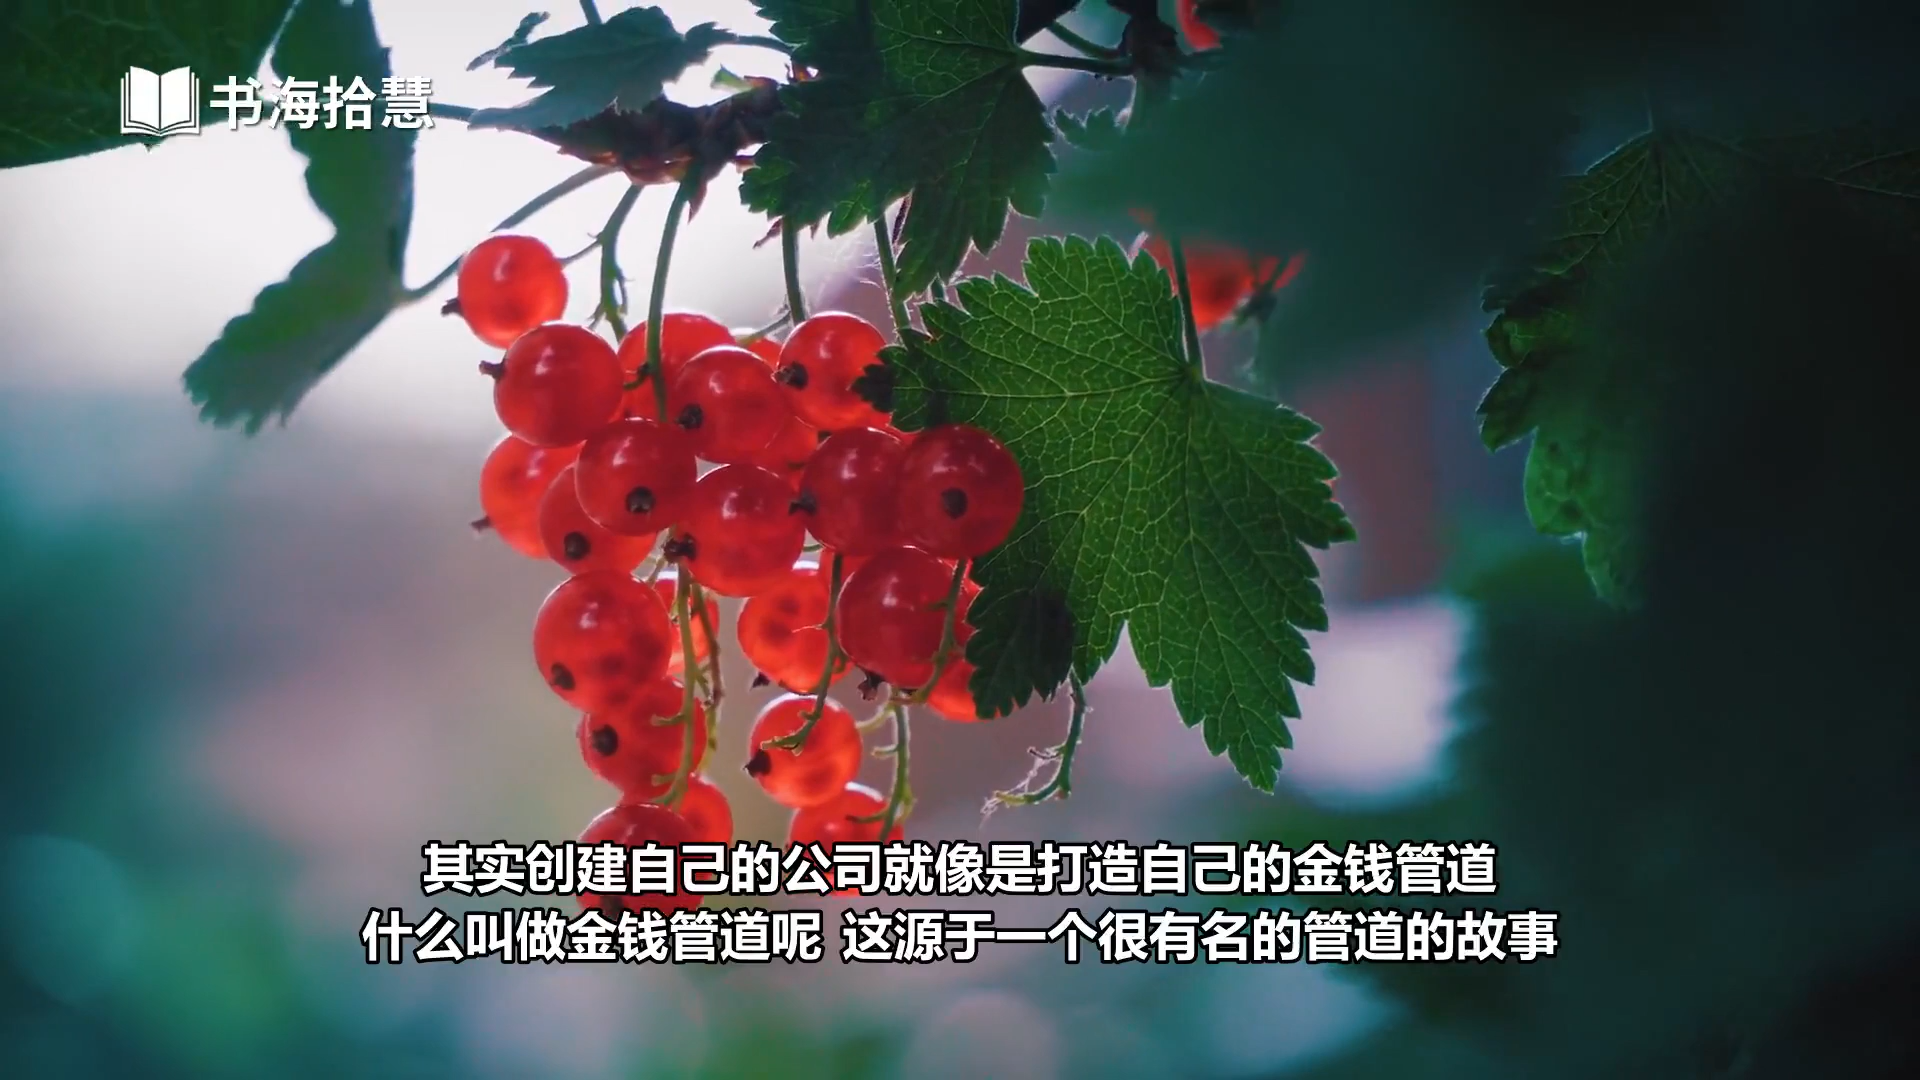 书海拾慧
其实创建自己的公司就像是打造自己的金钱管道
什么叫做金钱管道呢 这源于一个很有名的管道的故事